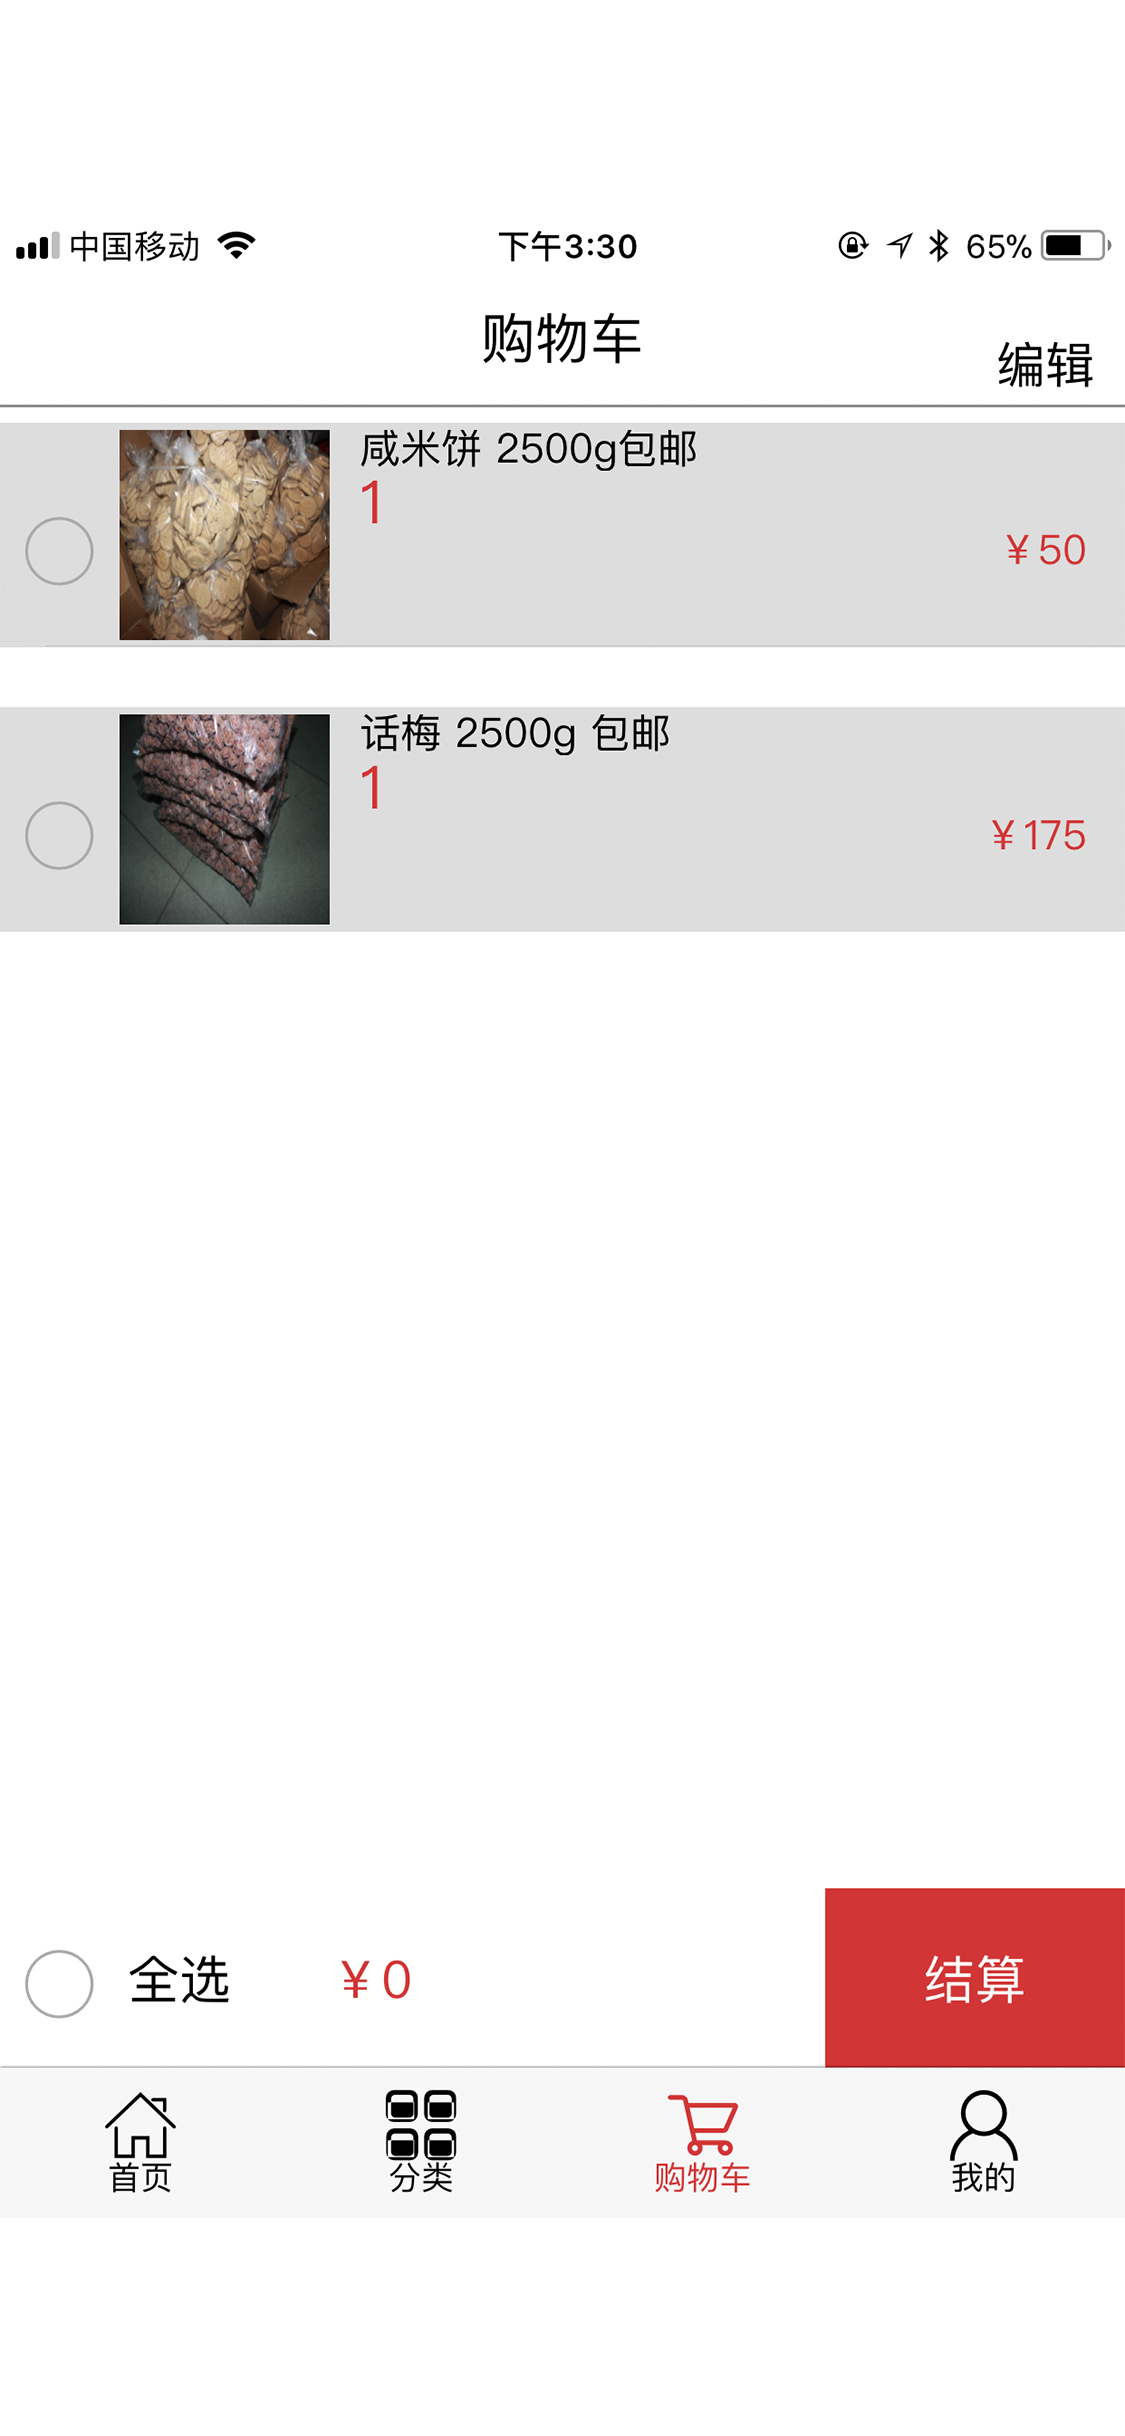 中国移动 下午3:30 65%
购物车
编辑
咸米饼 2500g包邮
1
¥50
话梅 2500g 包邮
1
¥175
全选 ¥0 结算
首页 分类 购物车 我的